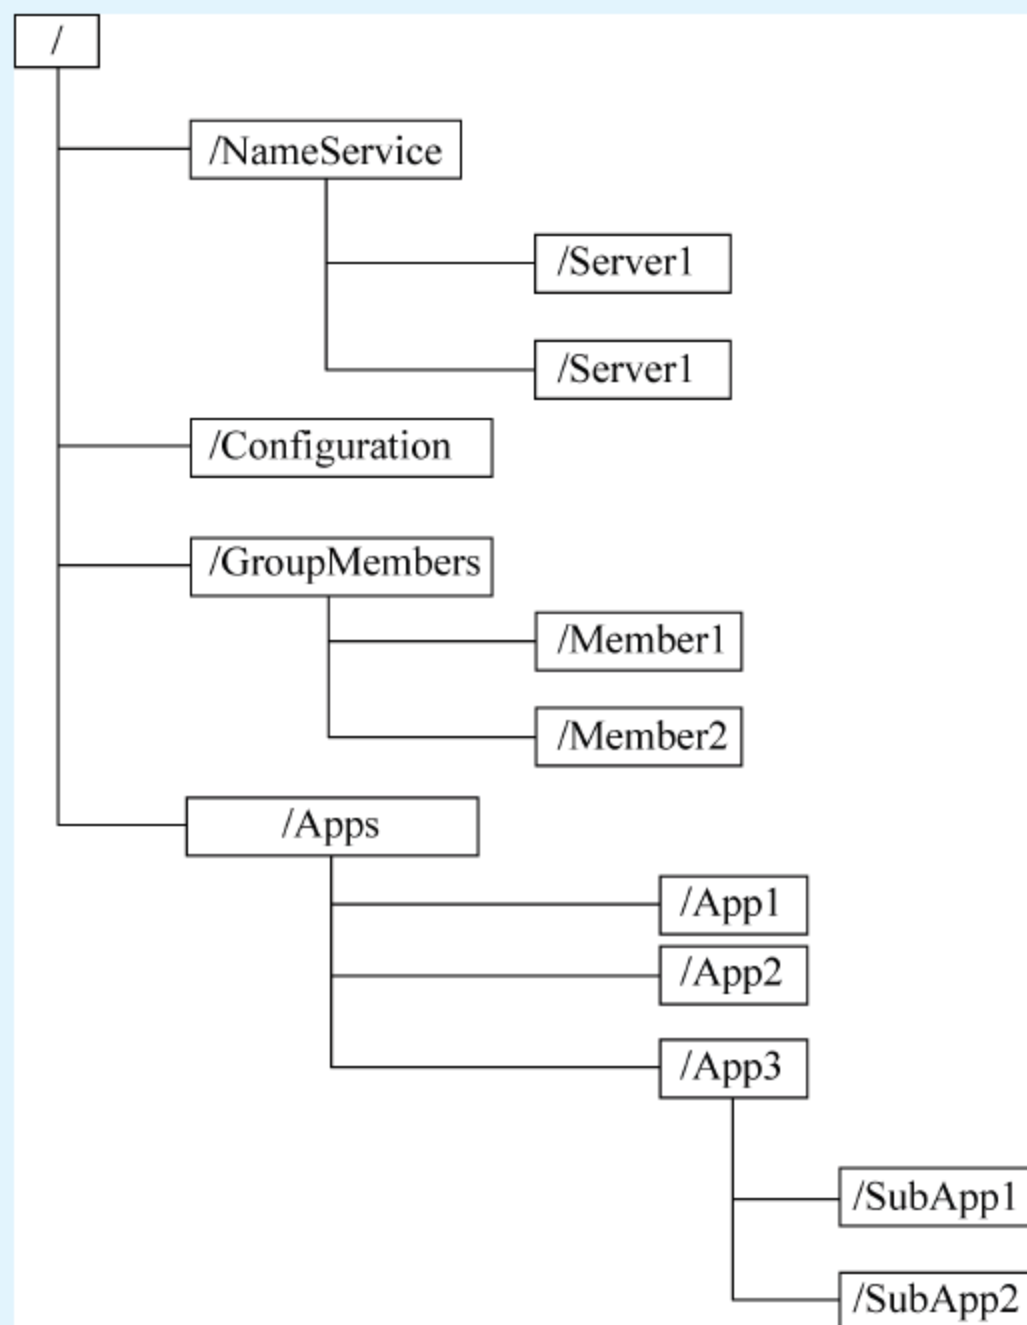 /
/NameService
/Server1
/Server1
/Configuration
/GroupMembers
/Member1
/Member2
/Apps
/App1
/App2
/App3
/SubApp1
/SubApp2